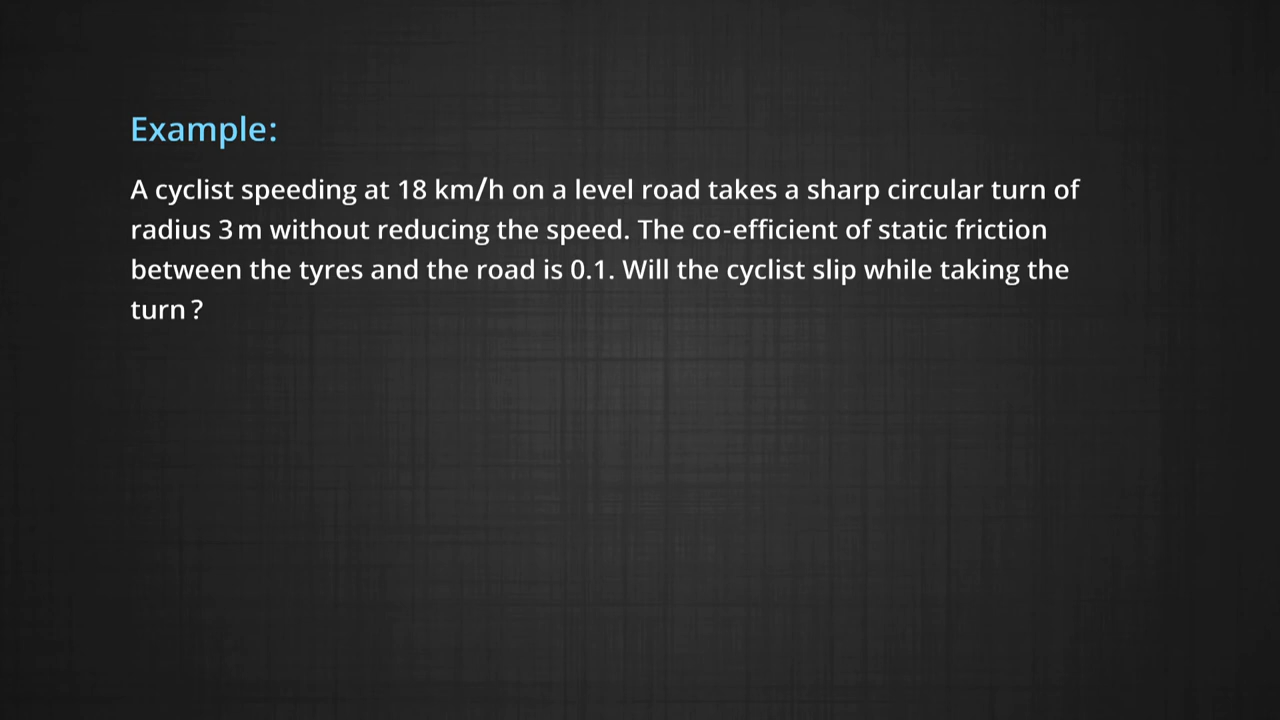 Example:
A cyclist speeding at 18 km/h on a level road takes a sharp circular turn of
radius 3 m without reducing the speed. The co-efficient of static friction
between the tyres and the road is 0.1. Will the cyclist slip while taking the
turn ?